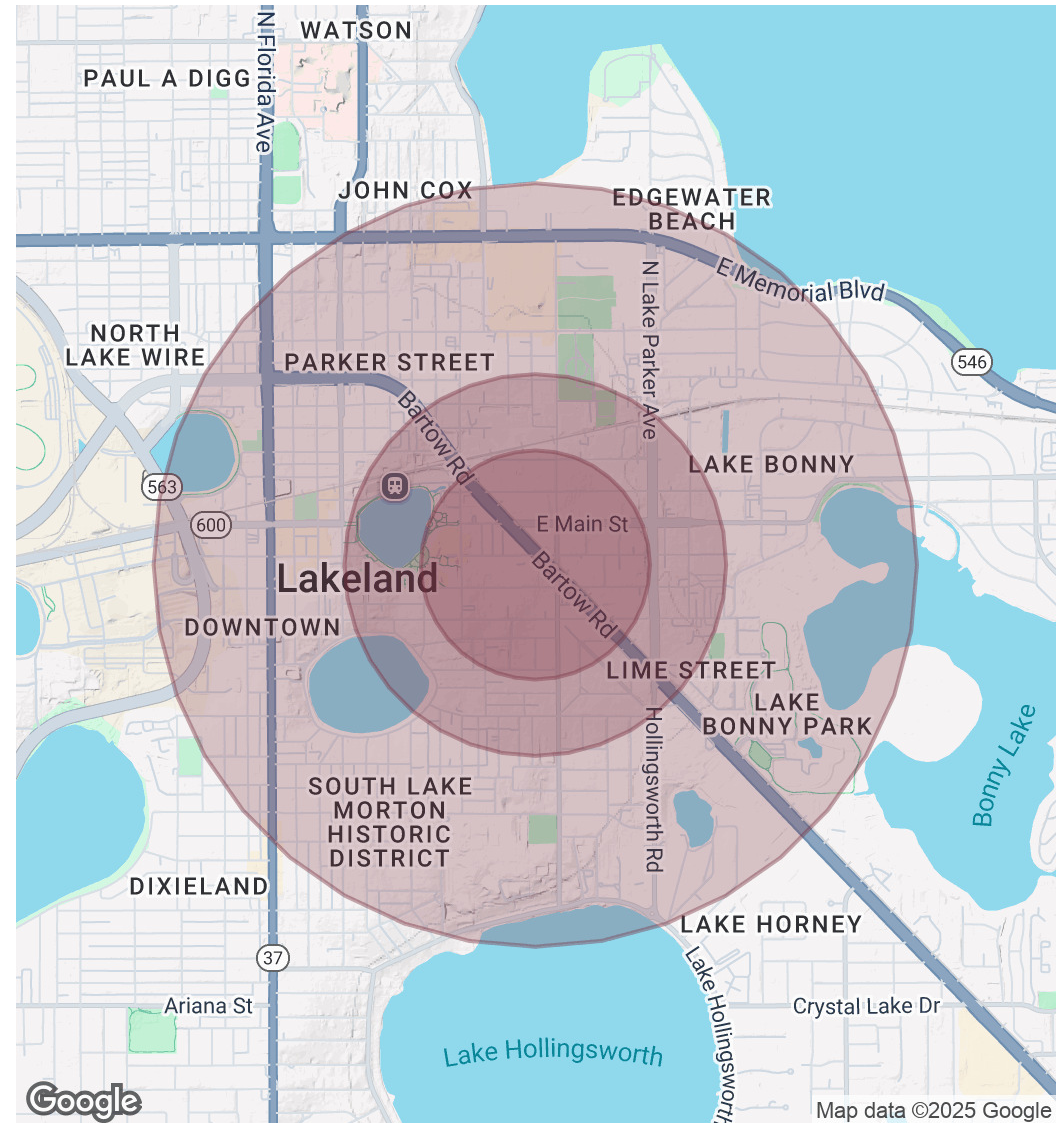 WATSON
N Florida Ave
PAUL A DIGG
JOHN COX
EDGEWATER
BEACH
E Memorial Blvd
N Lake Parker Ave
NORTH
LAKE WIRE
PARKER STREET
546
Bartow Rd
LAKE BONNY
563
600
E Main St
Bartow Rd
Lakeland
DOWNTOWN
LIME STREET
LAKE
BONNY PARK
Hollingsworth Rd
Bonny Lake
SOUTH LAKE
MORTON
HISTORIC
DISTRICT
DIXIELAND
LAKE HORNEY
37
Lake Hollingsworth
Ariana St
Crystal Lake Dr
Lake Hollingsworth
Google
Map data ©2025 Google